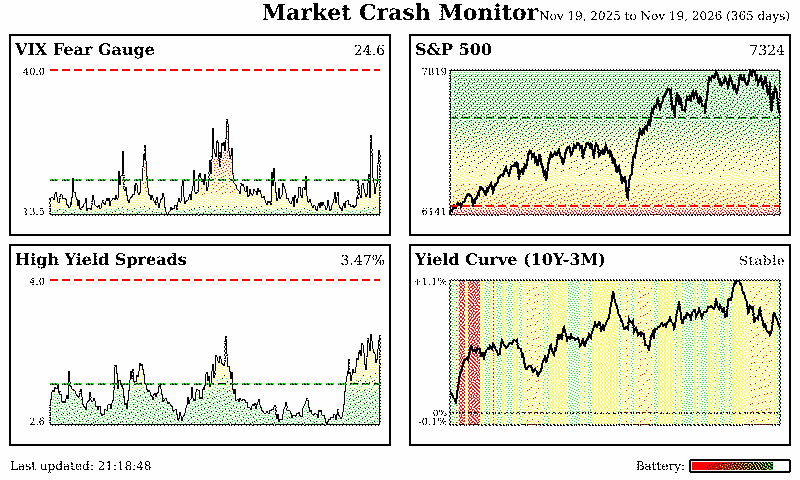 Market Crash Monitor Nov 19, 2025 to Nov 19, 2026 (365 days)
VIX Fear Gauge 24.6
40.0
13.5
S&P 500 7324
7819
6141
High Yield Spreads 3.47%
4.0
2.8
Yield Curve (10Y-3M) Stable
+1.1%
0%
-0.1%
Last updated: 21:18:48
Battery: